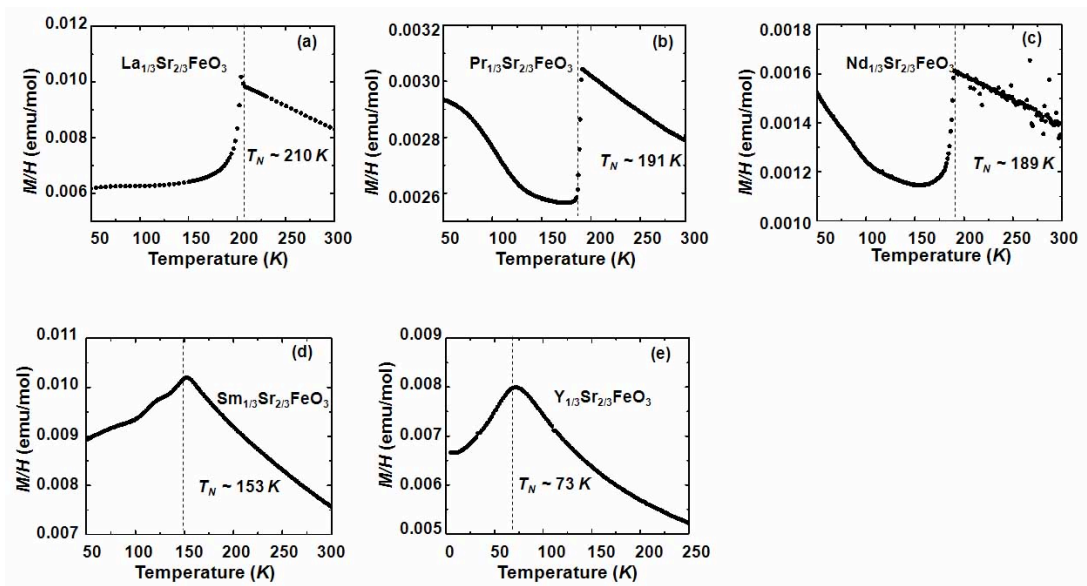 (a)
La1/3Sr2/3FeO3
TN ~ 210 K
M/H (emu/mol)
0.012
0.010
0.008
0.006
50 100 150 200 250 300
Temperature (K)
(b)
Pr1/3Sr2/3FeO3
TN ~ 191 K
M/H (emu/mol)
0.0032
0.0030
0.0028
0.0026
50 100 150 200 250 300
Temperature (K)
(c)
Nd1/3Sr2/3FeO3
TN ~ 189 K
M/H (emu/mol)
0.0018
0.0016
0.0014
0.0012
0.0010
50 100 150 200 250 300
Temperature (K)
(d)
Sm1/3Sr2/3FeO3
TN ~ 153 K
M/H (emu/mol)
0.011
0.010
0.009
0.008
0.007
50 100 150 200 250 300
Temperature (K)
(e)
Y1/3Sr2/3FeO3
TN ~ 73 K
M/H (emu/mol)
0.009
0.008
0.007
0.006
0.005
0 50 100 150 200 250
Temperature (K)